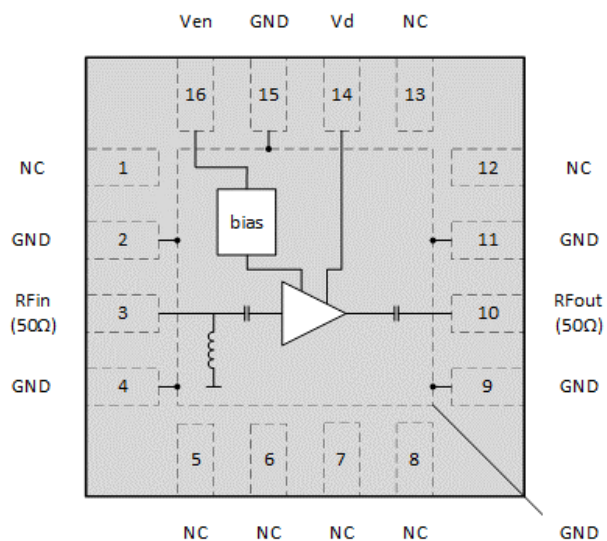 Ven GND Vd NC
16 15 14 13
NC 1 12 NC
bias
GND 2 11 GND
RFin 3 10 RFout
(50Ω) (50Ω)
GND 4 9 GND
5 6 7 8
NC NC NC NC GND